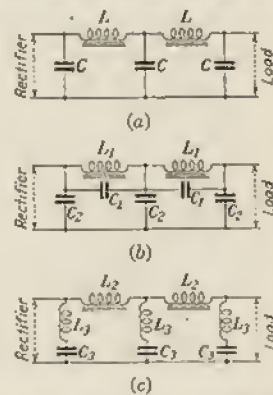 Rectifier L L Load
C C C
(a)
Rectifier L₁ L₁ Load
C₁ C₁
C₂ C₂ C₂
(b)
Rectifier L₂ L₂ Load
L₃ L₃ L₃
C₃ C₃ C₃
(c)